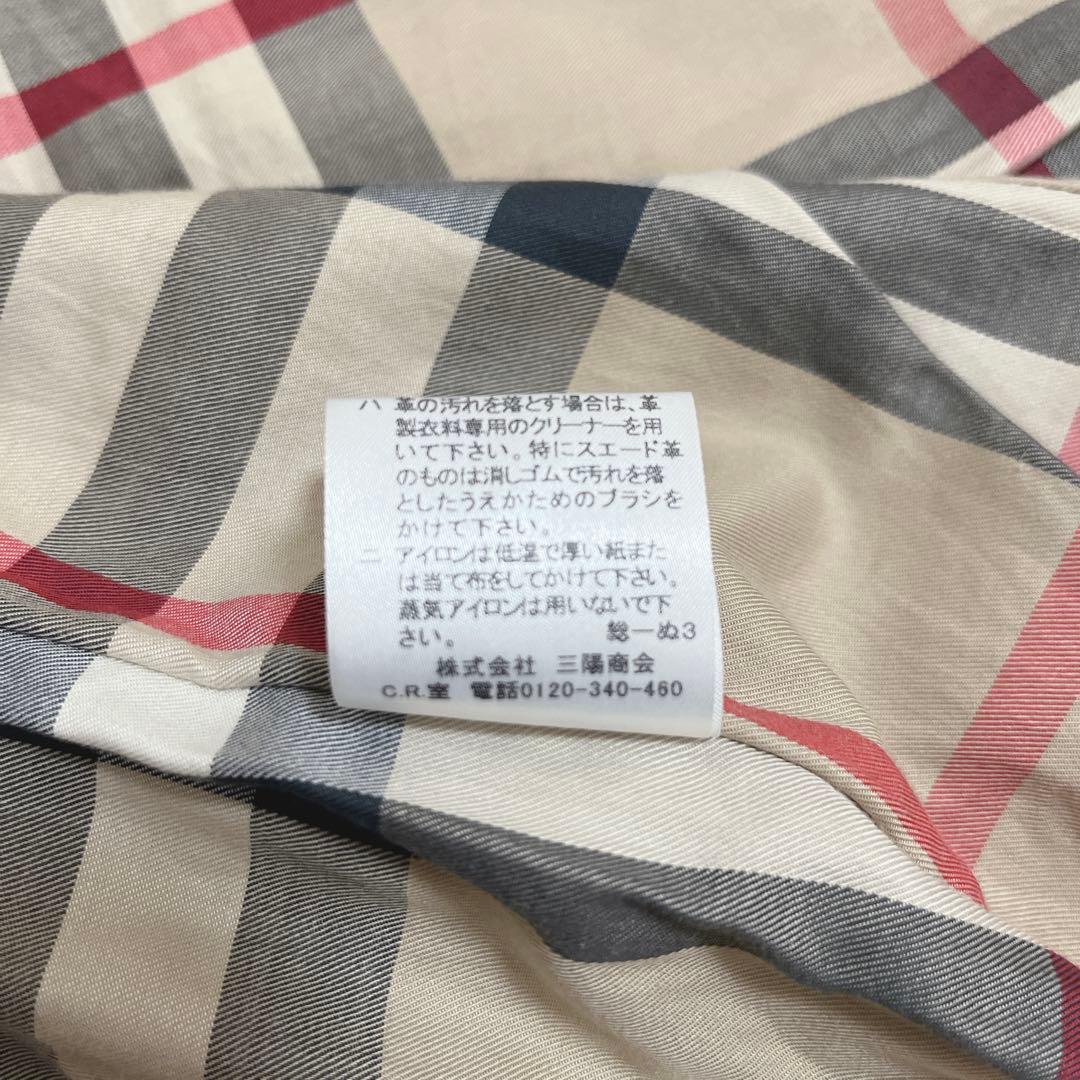 ハ 革の汚れを落とす場合は、革
製衣料専用のクリーナーを用
いて下さい。特にスエード革
のものは消しゴムで汚れを落
としたうえかためのブラシを
かけて下さい。
ニ アイロンは低温で厚い紙また
は当て布をしてかけて下さい。
蒸気アイロンは用いないで下
さい。 総ーぬ3
株式会社 三陽商会
C.R.室 電話0120-340-460